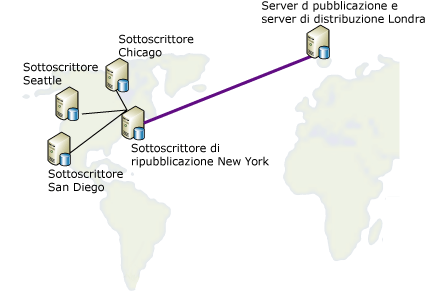 Server d pubblicazione e
server di distribuzione Londra
Sottoscrittore
Chicago
Sottoscrittore
Seattle
Sottoscrittore di
ripubblicazione New York
Sottoscrittore
San Diego